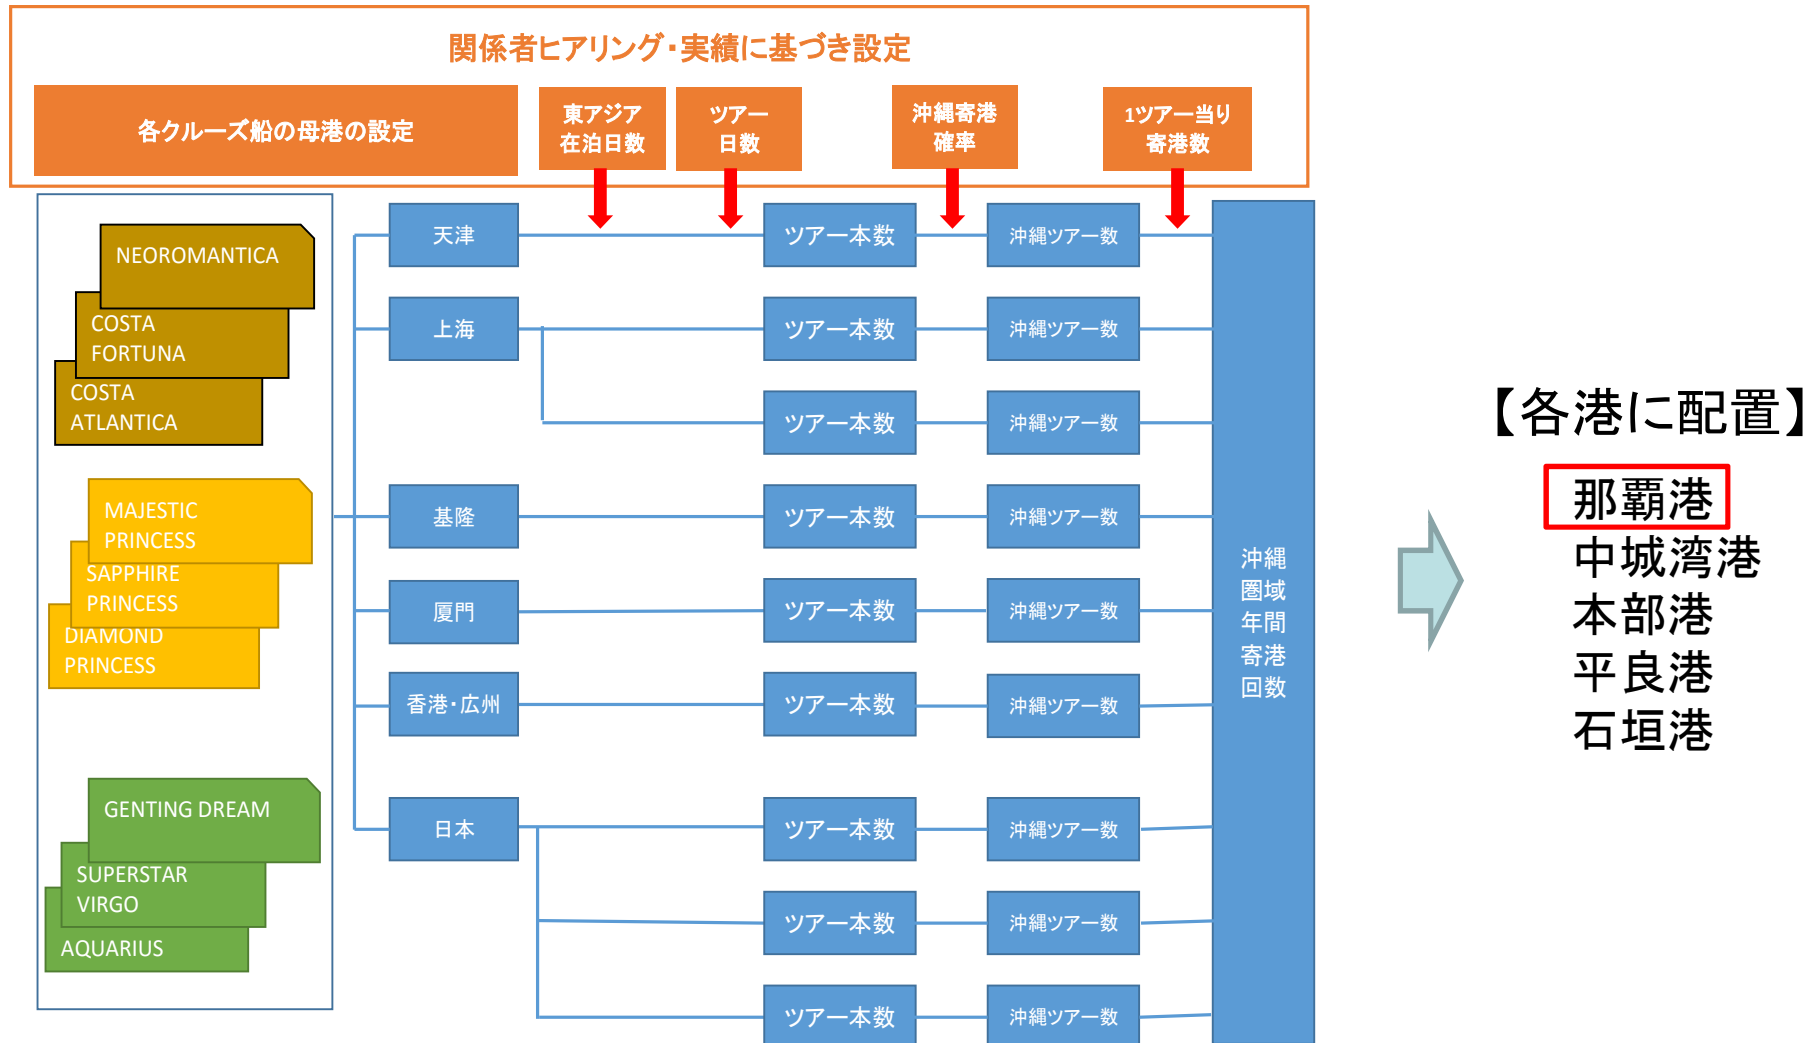 関係者ヒアリング・実績に基づき設定
各クルーズ船の母港の設定
東アジア
在泊日数
ツアー
日数
沖縄寄港
確率
1ツアー当り
寄港数
NEOROMANTICA
COSTA
FORTUNA
COSTA
ATLANTICA
MAJESTIC
PRINCESS
SAPPHIRE
PRINCESS
DIAMOND
PRINCESS
GENTING DREAM
SUPERSTAR
VIRGO
AQUARIUS
天津
ツアー本数
沖縄ツアー数
上海
ツアー本数
沖縄ツアー数
ツアー本数
沖縄ツアー数
基隆
ツアー本数
沖縄ツアー数
厦門
ツアー本数
沖縄ツアー数
香港・広州
ツアー本数
沖縄ツアー数
日本
ツアー本数
沖縄ツアー数
ツアー本数
沖縄ツアー数
ツアー本数
沖縄ツアー数
沖縄
圏域
年間
寄港
回数
【各港に配置】
那覇港
中城湾港
本部港
平良港
石垣港